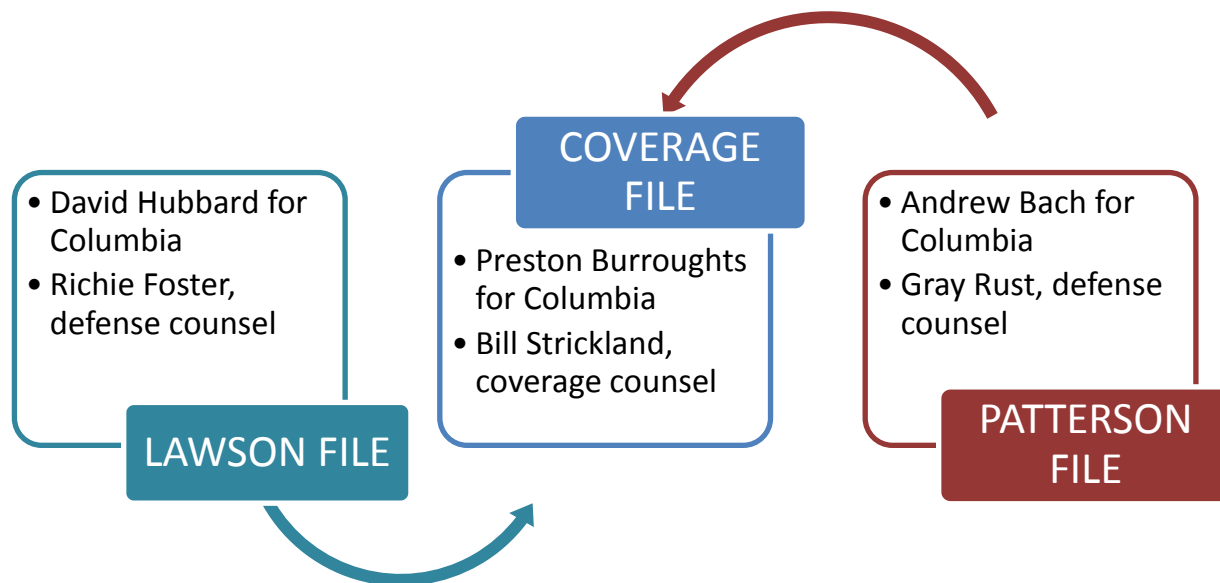 • David Hubbard for
Columbia
• Richie Foster,
defense counsel
LAWSON FILE
COVERAGE
FILE
• Preston Burroughts
for Columbia
• Bill Strickland,
coverage counsel
• Andrew Bach for
Columbia
• Gray Rust, defense
counsel
PATTERSON
FILE